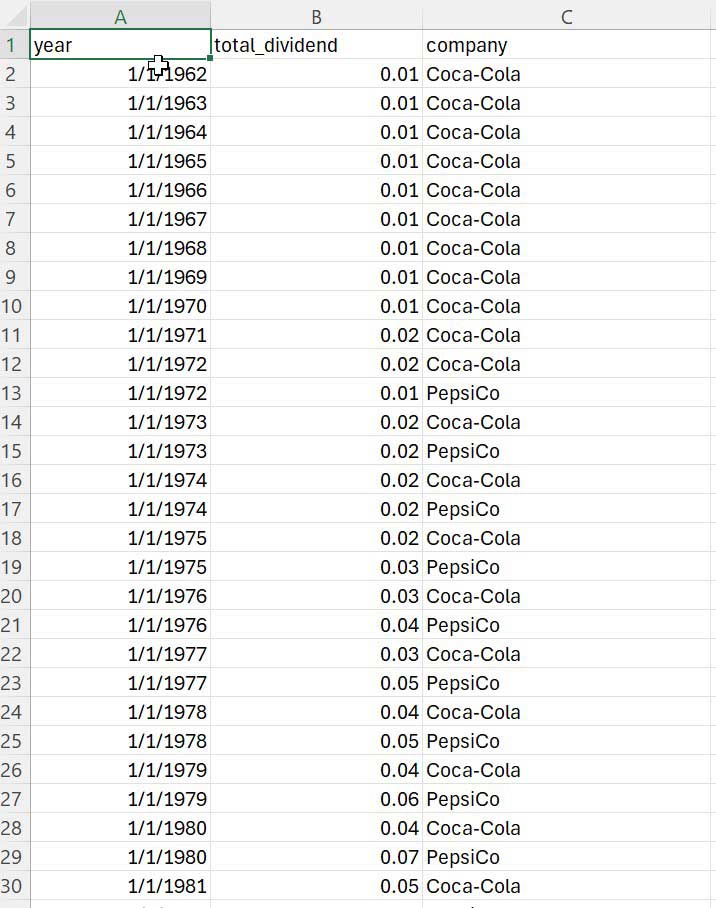 A B C
1 year total_dividend company
2 1/1/1962 0.01 Coca-Cola
3 1/1/1963 0.01 Coca-Cola
4 1/1/1964 0.01 Coca-Cola
5 1/1/1965 0.01 Coca-Cola
6 1/1/1966 0.01 Coca-Cola
7 1/1/1967 0.01 Coca-Cola
8 1/1/1968 0.01 Coca-Cola
9 1/1/1969 0.01 Coca-Cola
10 1/1/1970 0.01 Coca-Cola
11 1/1/1971 0.02 Coca-Cola
12 1/1/1972 0.02 Coca-Cola
13 1/1/1972 0.01 PepsiCo
14 1/1/1973 0.02 Coca-Cola
15 1/1/1973 0.02 PepsiCo
16 1/1/1974 0.02 Coca-Cola
17 1/1/1974 0.02 PepsiCo
18 1/1/1975 0.02 Coca-Cola
19 1/1/1975 0.03 PepsiCo
20 1/1/1976 0.03 Coca-Cola
21 1/1/1976 0.04 PepsiCo
22 1/1/1977 0.03 Coca-Cola
23 1/1/1977 0.05 PepsiCo
24 1/1/1978 0.04 Coca-Cola
25 1/1/1978 0.05 PepsiCo
26 1/1/1979 0.04 Coca-Cola
27 1/1/1979 0.06 PepsiCo
28 1/1/1980 0.04 Coca-Cola
29 1/1/1980 0.07 PepsiCo
30 1/1/1981 0.05 Coca-Cola